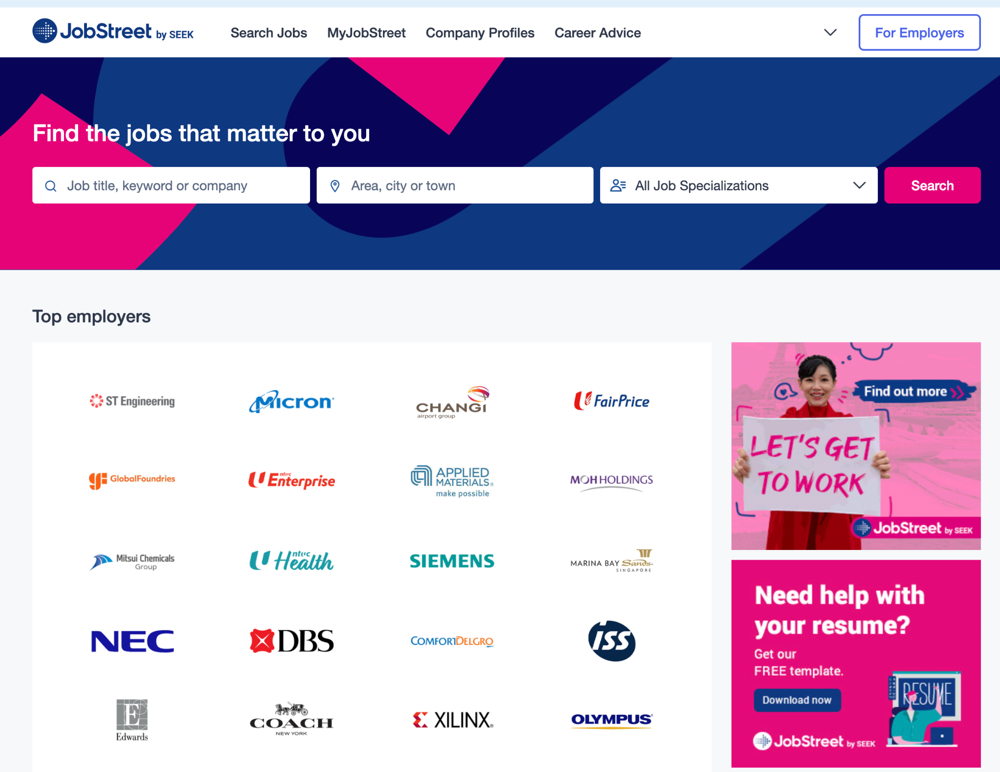 JobStreet by SEEK
Search Jobs
MyJobStreet
Company Profiles
Career Advice
For Employers
Find the jobs that matter to you
Job title, keyword or company
Area, city or town
All Job Specializations
Search
Top employers
ST Engineering
Micron
CHANGI
airport group
FairPrice
GlobalFoundries
ntuc
Enterprise
APPLIED
MATERIALS®
make possible
MOH HOLDINGS
Mitsui Chemicals
Group
ntuc
Health
SIEMENS
MARINA BAY Sands
SINGAPORE
NEC
DBS
COMFORTDELGRO
ISS
E
Edwards
COACH
NEW YORK
XILINX®
OLYMPUS®
Find out more
LET'S GET
TO WORK
JobStreet by SEEK
Need help with
your resume?
Get our
FREE template.
Download now
RESUME
JobStreet by SEEK